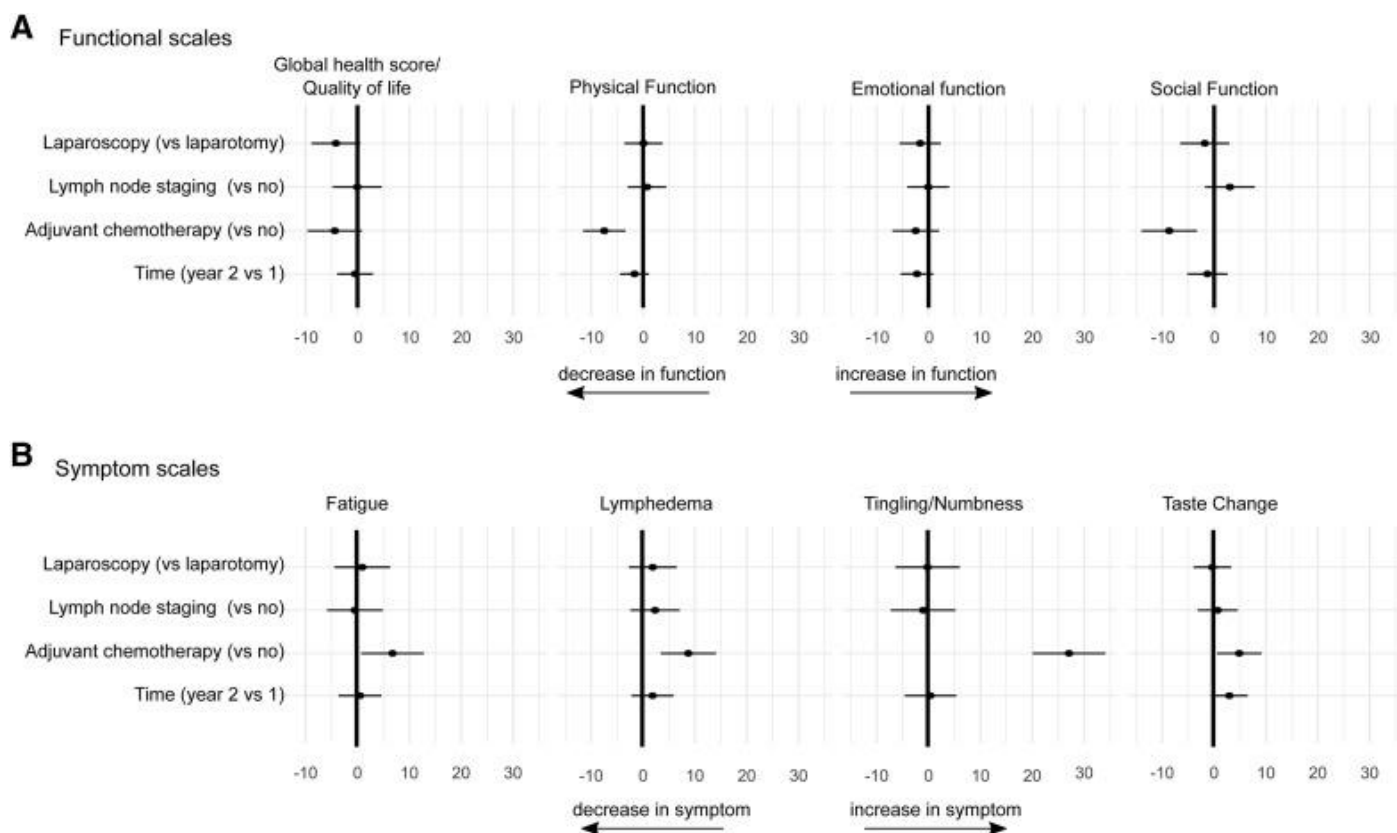 A Functional scales
Global health score/
Quality of life
Physical Function
Emotional function
Social Function
Laparoscopy (vs laparotomy)
Lymph node staging (vs no)
Adjuvant chemotherapy (vs no)
Time (year 2 vs 1)
-10 0 10 20 30 -10 0 10 20 30 -10 0 10 20 30 -10 0 10 20 30
decrease in function increase in function
B Symptom scales
Fatigue Lymphedema Tingling/Numbness Taste Change
Laparoscopy (vs laparotomy)
Lymph node staging (vs no)
Adjuvant chemotherapy (vs no)
Time (year 2 vs 1)
-10 0 10 20 30 -10 0 10 20 30 -10 0 10 20 30 -10 0 10 20 30
decrease in symptom increase in symptom